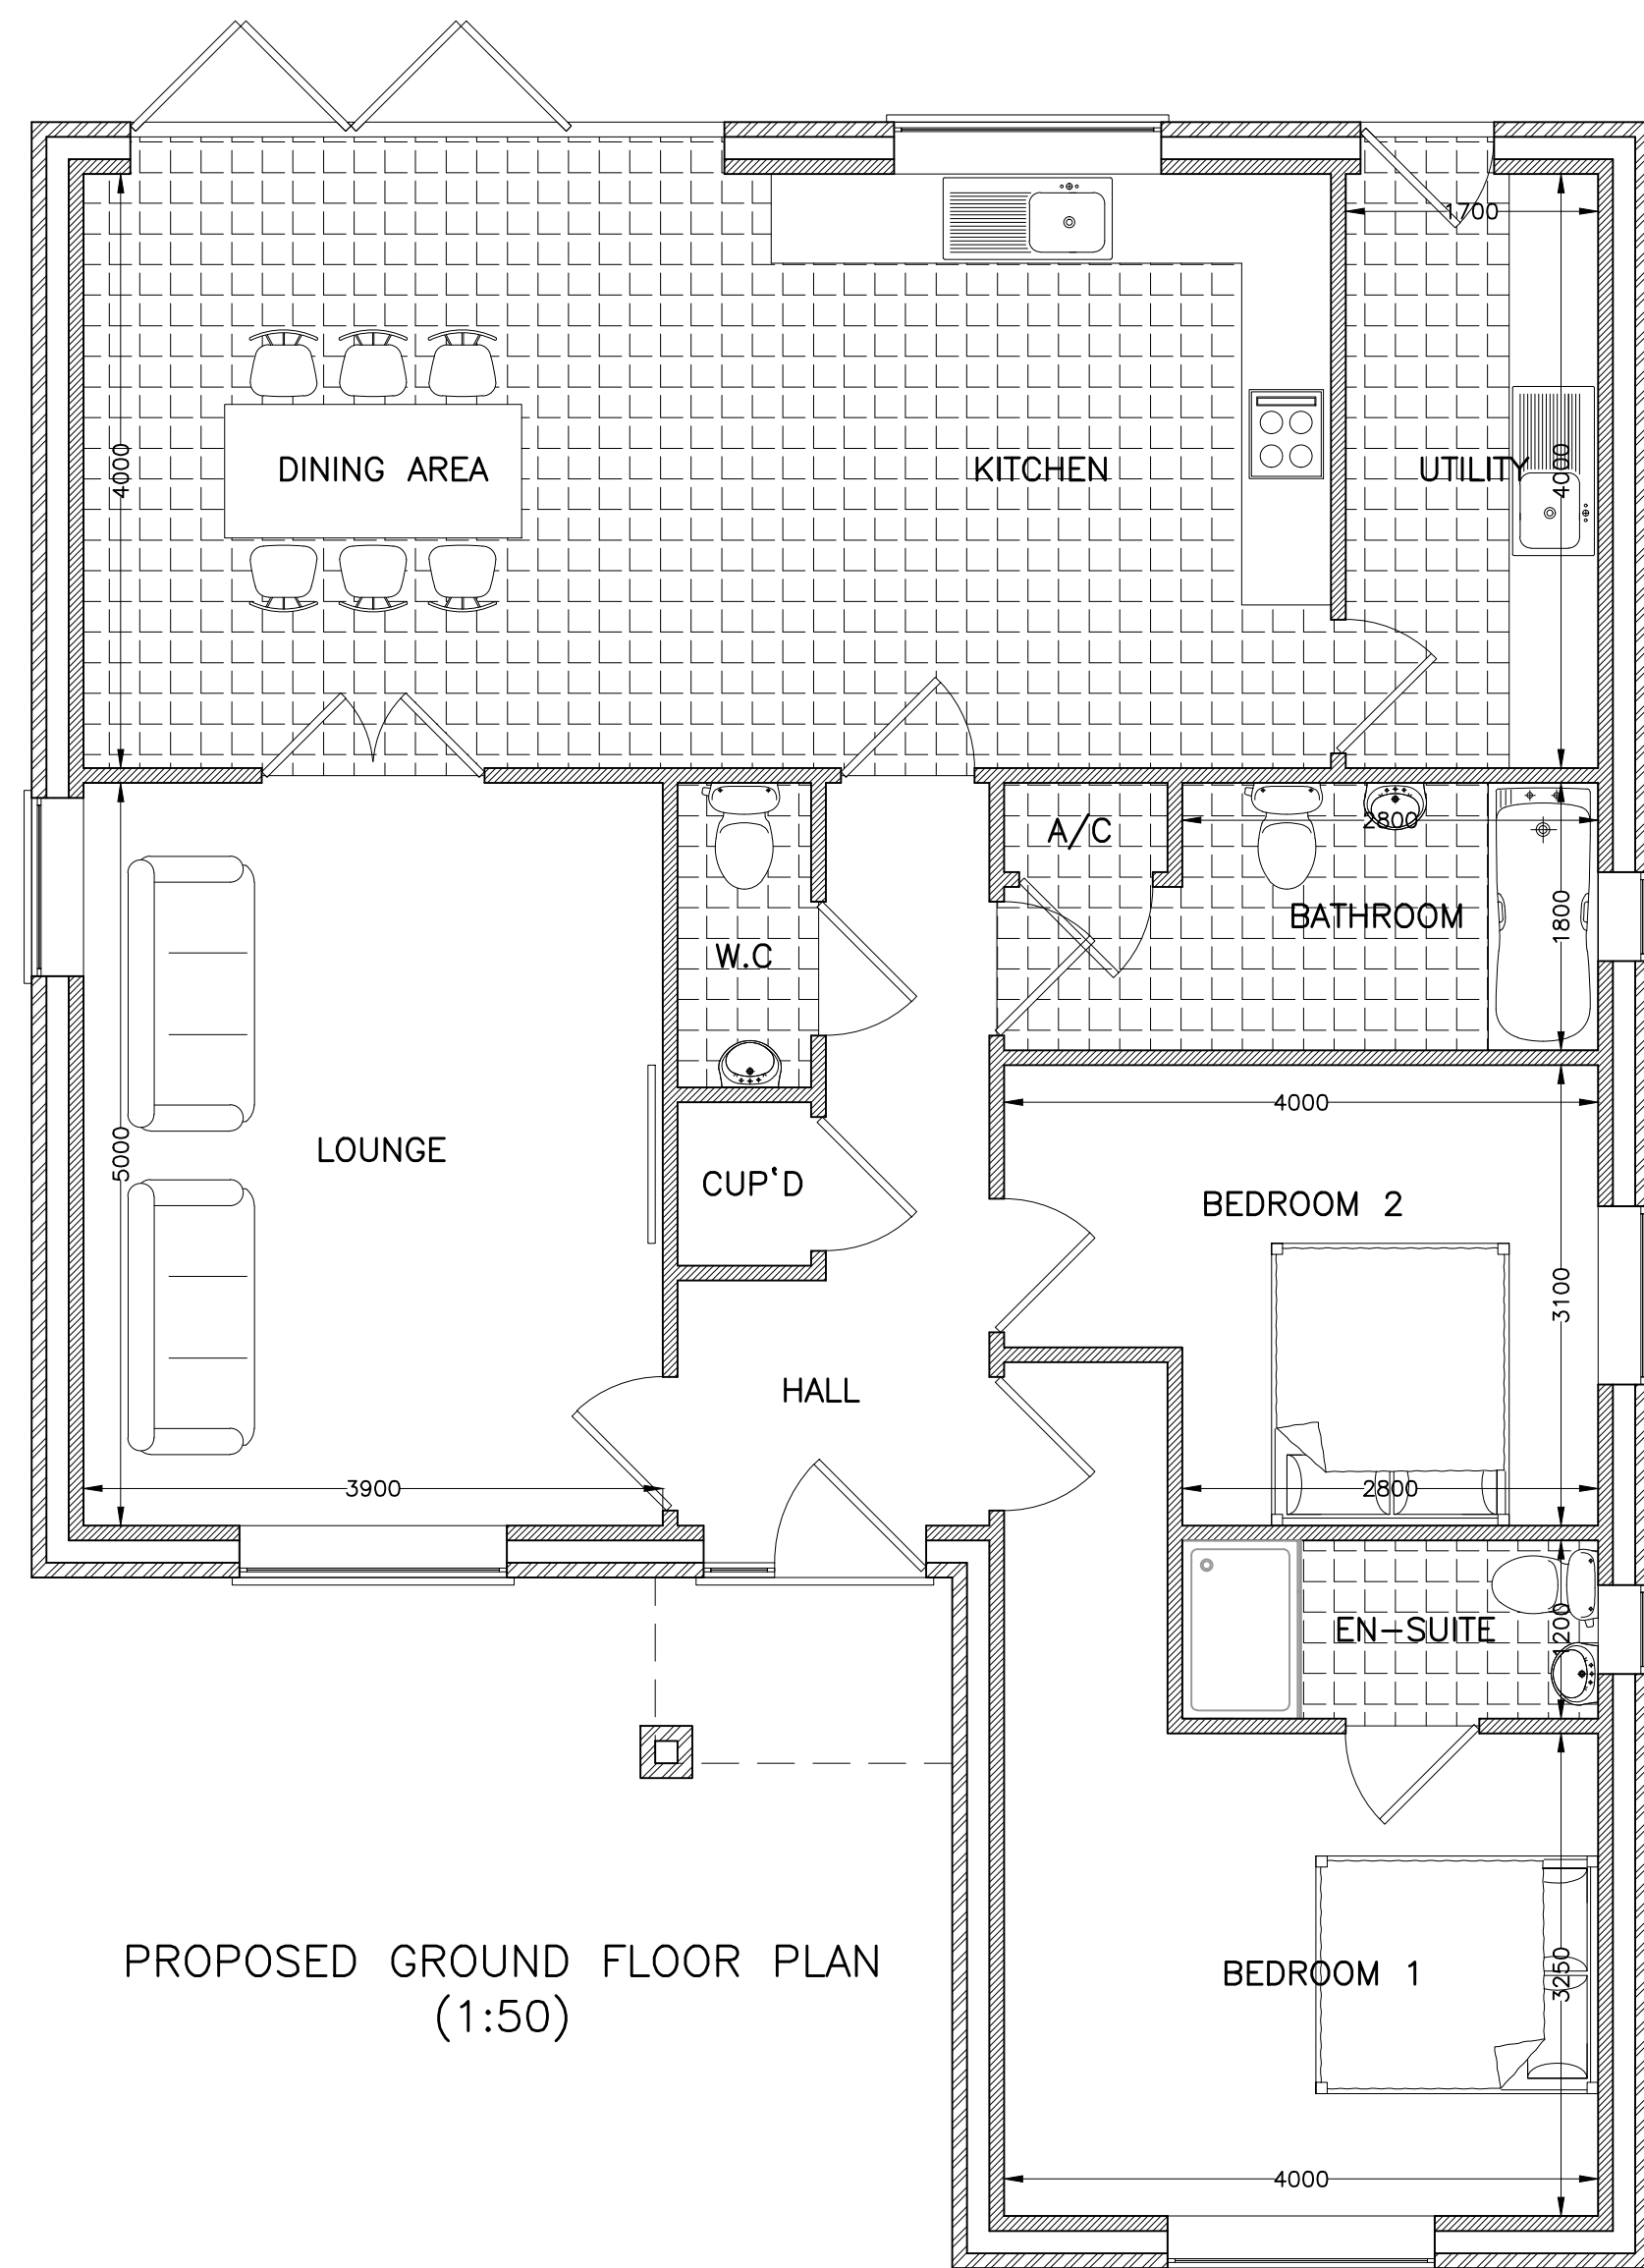 1700
DINING AREA
KITCHEN
UTILITY
4000
4000
A/C
2800
BATHROOM
1800
W.C
4000
LOUNGE
5000
CUP'D
BEDROOM 2
3100
HALL
3900
2800
EN-SUITE
1200
BEDROOM 1
3250
PROPOSED GROUND FLOOR PLAN
(1:50)
4000